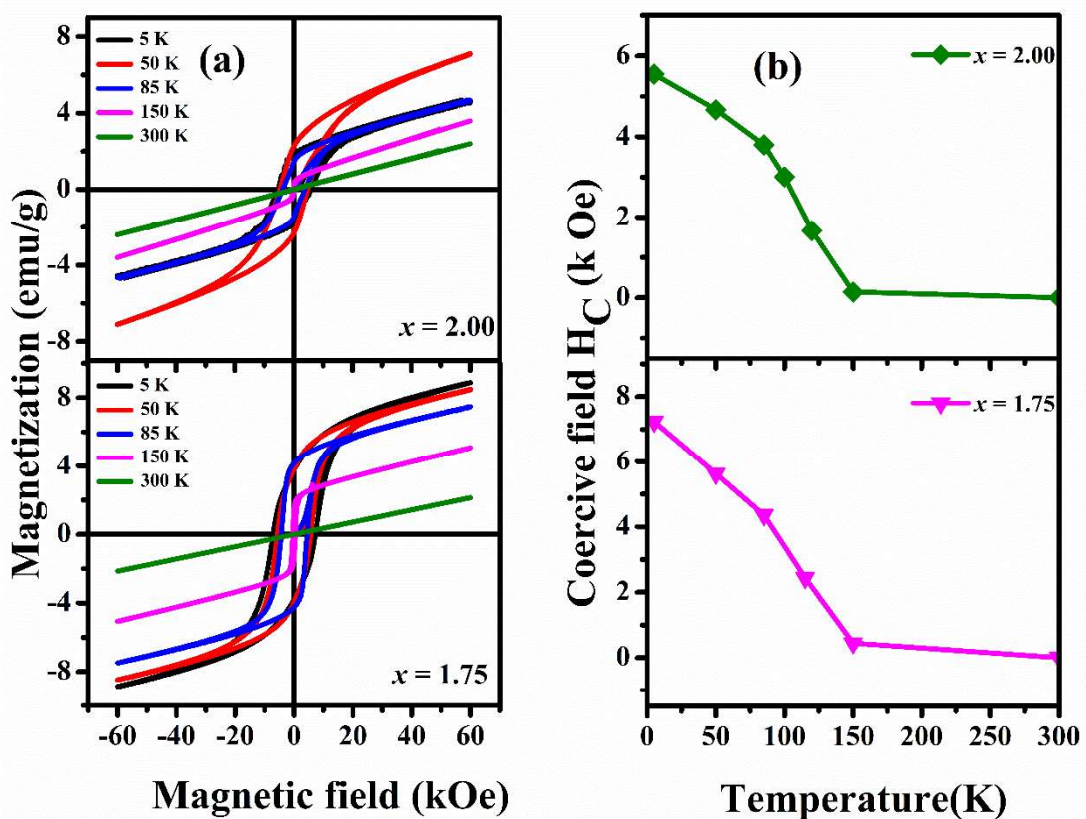 8
4
0
-4
-8
5 K
50 K
85 K
150 K
300 K
(a)
x = 2.00
8
4
0
-4
-8
5 K
50 K
85 K
150 K
300 K
x = 1.75
-60 -40 -20 0 20 40 60
Magnetic field (kOe)
Magnetization (emu/g)
6
4
2
0
(b)
x = 2.00
8
6
4
2
0
x = 1.75
0 50 100 150 200 250 300
Temperature(K)
Coercive field HC (k Oe)